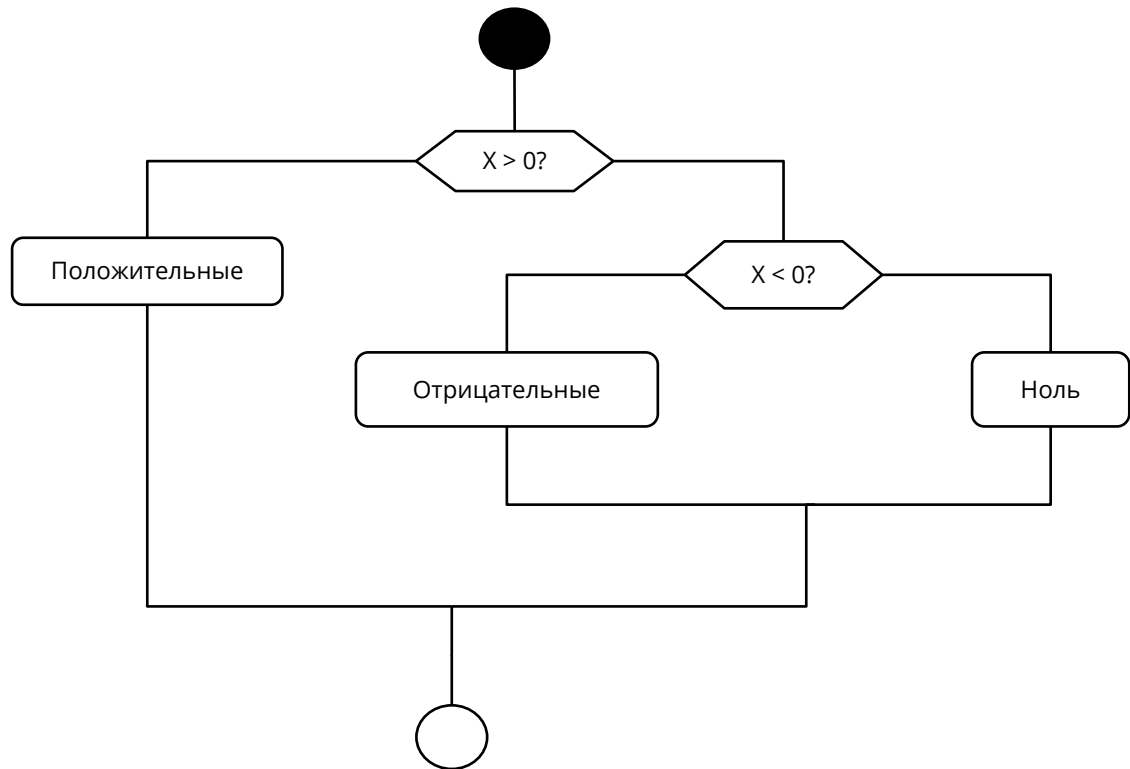 X > 0?
Положительные
X < 0?
Отрицательные
Ноль